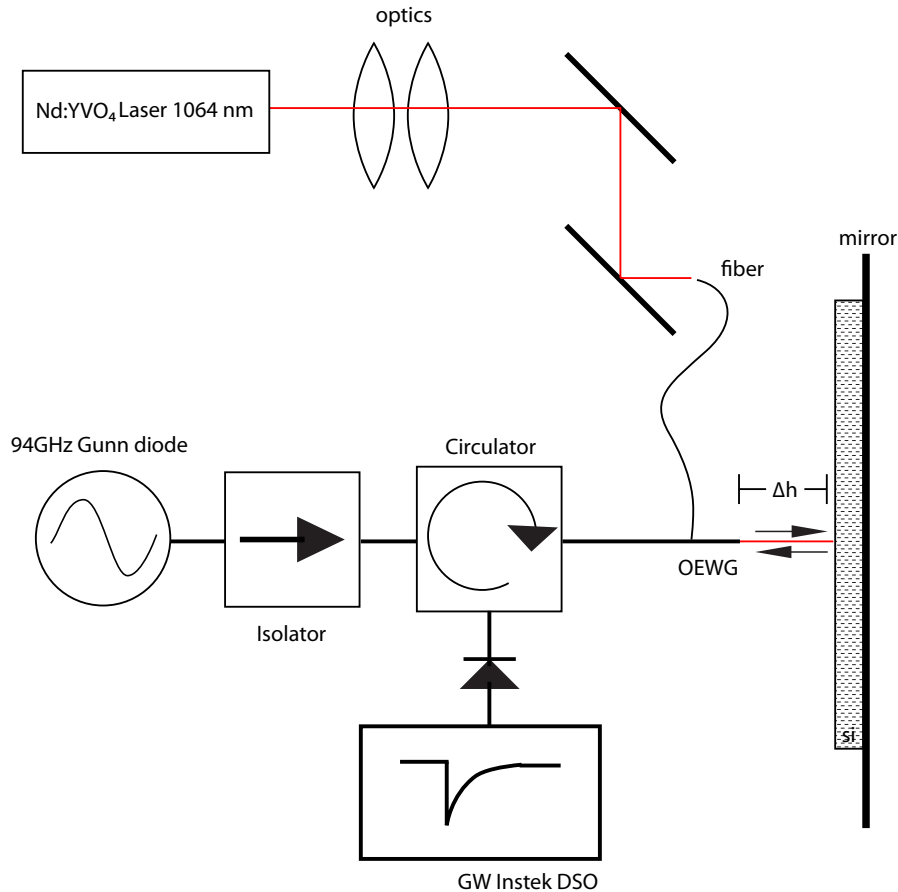 optics
Nd:YVO₄ Laser 1064 nm
mirror
fiber
94GHz Gunn diode
Circulator
Δh
OEWG
Isolator
si
GW Instek DSO